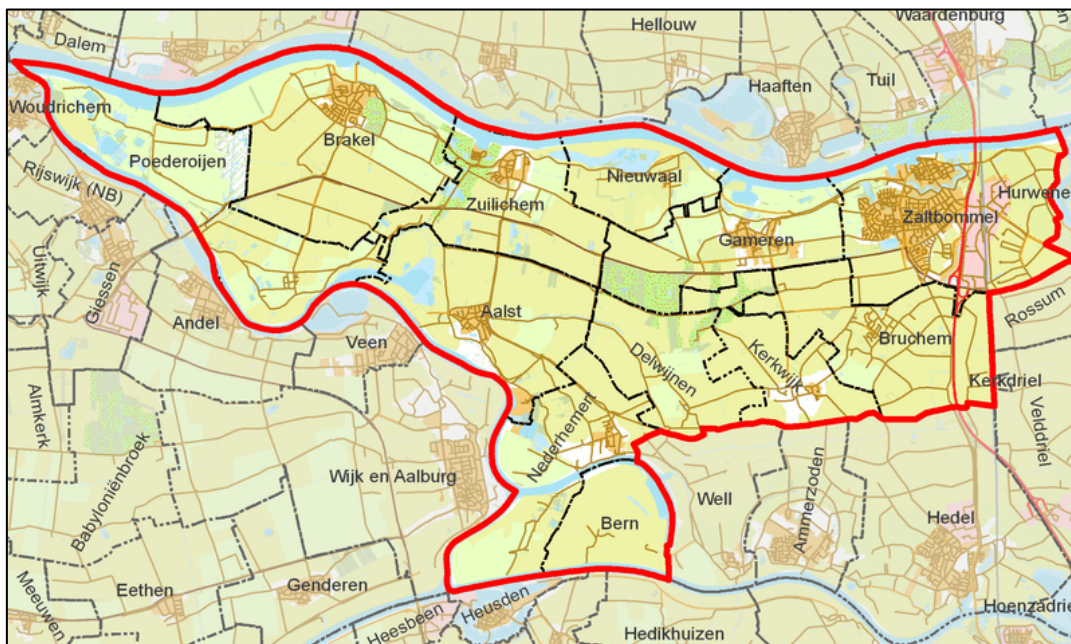 Hellouw
Waardenburg
Dalem
Haaften
Tuil
Woudrichem
Brakel
Poederoijen
Nieuwaal
Rijswijk (NB)
Zuilichem
Hurwene
Zaltbommel
Gameren
Uitwijk
Giessen
Andel
Aalst
Rossum
Veen
Bruchem
Delwijnen
Kerkwijk
Kerkdriel
Almkerk
Velddriel
Babyloniënbroek
Nederhemert
Wijk en Aalburg
Well
Ammerzoden
Bern
Hedel
Eethen
Genderen
Meeuwen
Heesbeen
Heusden
Hoenzadrie
Hedikhuizen